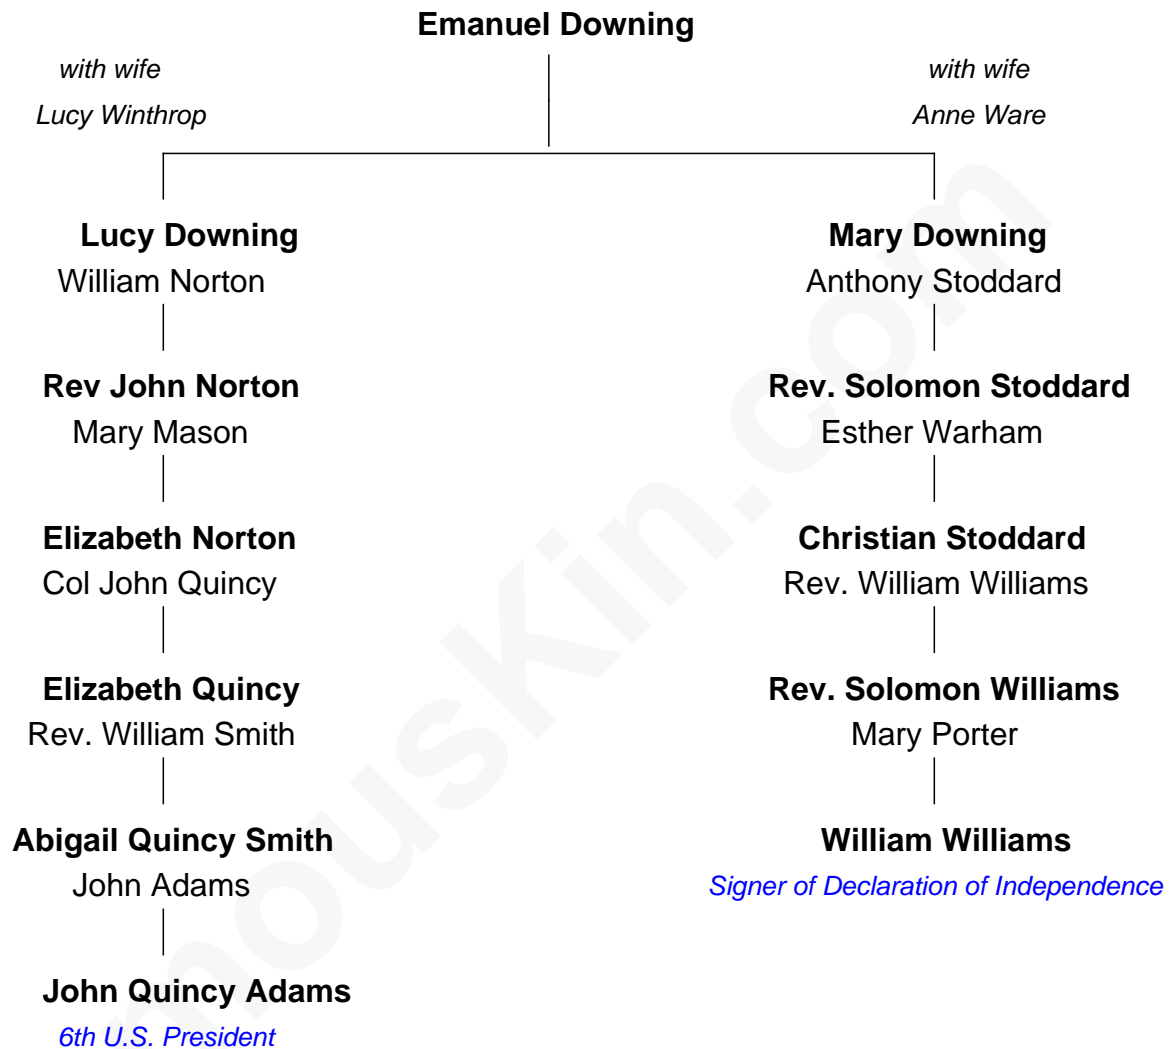 Emanuel Downing
with wife
Lucy Winthrop
with wife
Anne Ware
Lucy Downing
William Norton
Mary Downing
Anthony Stoddard
Rev John Norton
Mary Mason
Rev. Solomon Stoddard
Esther Warham
Elizabeth Norton
Col John Quincy
Christian Stoddard
Rev. William Williams
Elizabeth Quincy
Rev. William Smith
Rev. Solomon Williams
Mary Porter
Abigail Quincy Smith
John Adams
William Williams
Signer of Declaration of Independence
John Quincy Adams
6th U.S. President
mousKin.com